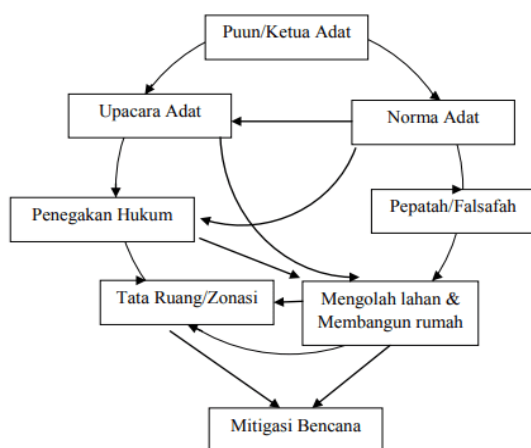 Puun/Ketua Adat
Upacara Adat
Norma Adat
Penegakan Hukum
Pepatah/Falsafah
Tata Ruang/Zonasi
Mengolah lahan &
Membangun rumah
Mitigasi Bencana